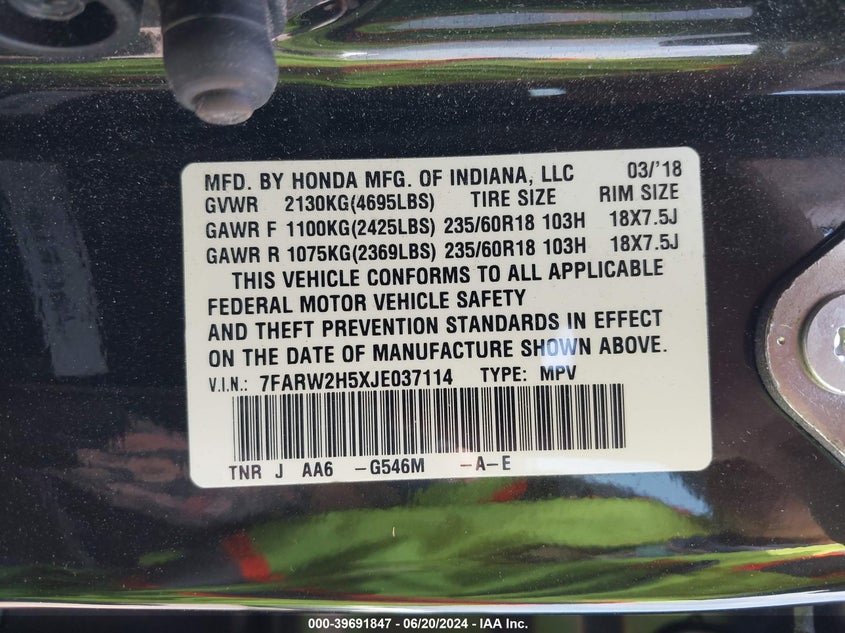 MFD. BY HONDA MFG. OF INDIANA, LLC 03/'18
GVWR 2130KG(4695LBS) TIRE SIZE RIM SIZE
GAWR F 1100KG(2425LBS) 235/60R18 103H 18X7.5J
GAWR R 1075KG(2369LBS) 235/60R18 103H 18X7.5J
THIS VEHICLE CONFORMS TO ALL APPLICABLE
FEDERAL MOTOR VEHICLE SAFETY
AND THEFT PREVENTION STANDARDS IN EFFECT
ON THE DATE OF MANUFACTURE SHOWN ABOVE.
V.I.N.: 7FARW2H5XJE037114 TYPE: MPV
TNR J AA6 -G546M -A-E
000-39691847 - 06/20/2024 - IAA Inc.